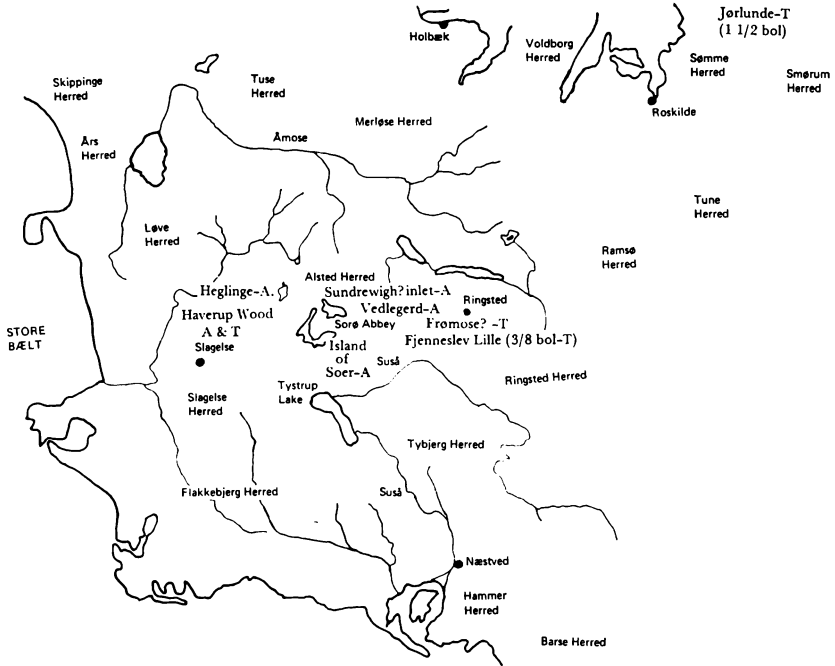 Jørlunde-T
(1 1/2 bol)
Holbæk
Voldborg
Herred
Sømme
Herred
Smørum
Herred
Skippinge
Herred
Tuse
Herred
Roskilde
Merløse Herred
Åmose
Års
Herred
Tune
Herred
Løve
Herred
Ramsø
Herred
Alsted Herred
Heglinge-A.
Sundrewigh? inlet-A
Vedlegerd-A
Ringsted
Haverup Wood
A & T
Sorø Abbey
Frømose? -T
Fjenneslev Lille (3/8 bol-T)
STORE
BÆLT
Slagelse
Island
of
Soer-A
Suså
Ringsted Herred
Tystrup
Lake
Slagelse
Herred
Tybjerg Herred
Flakkebjerg Herred
Suså
Næstved
Hammer
Herred
Barse Herred